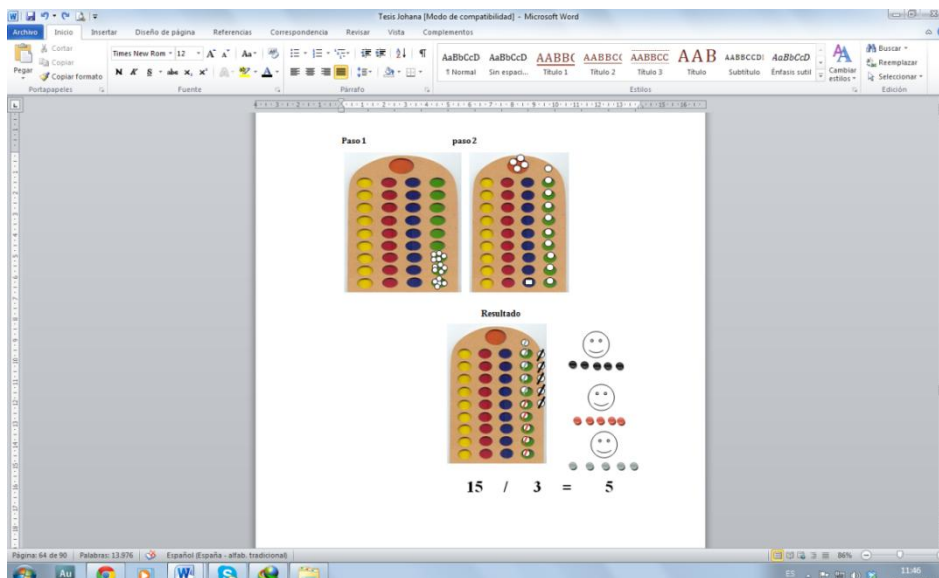 Tesis Johana [Modo de compatibilidad] - Microsoft Word
Archivo Inicio Insertar Diseño de página Referencias Correspondencia Revisar Vista Complementos
Pegar
Cortar
Copiar
Copiar formato
Portapapeles
Times New Rom 12
N K S abc x, x²
Fuente
Párrafo
AaBbCcD AaBbCcD AABB( AABBC( AABBCC AAB AABBCCDI AaBbCcD
¶ Normal Sin espaci... Título 1 Título 2 Título 3 Título Subtítulo Énfasis sutil
Cambiar estilos
Estilos
Buscar
Reemplazar
Seleccionar
Edición
Paso 1 paso 2
Resultado
15 / 3 = 5
Página: 64 de 90 Palabras: 13.976 Español (España - alfab. tradicional) 86%
Au W S ES 11:46